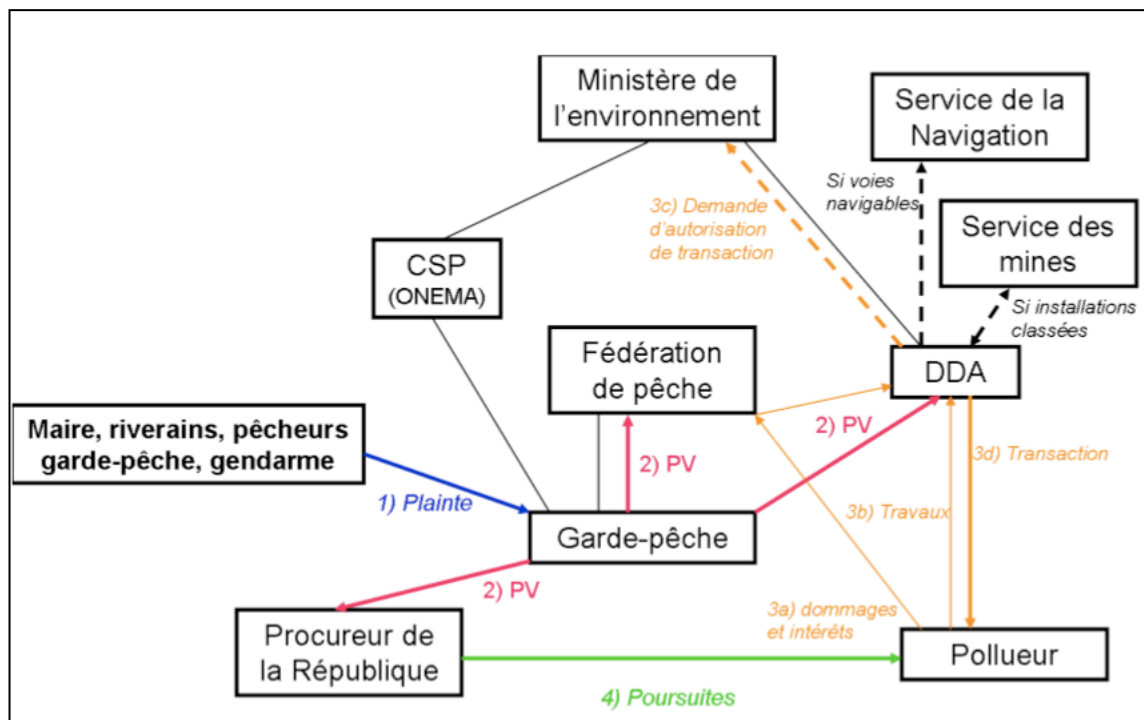 Ministère de
l'environnement
Service de la
Navigation
Si voies
navigables
3c) Demande
d'autorisation
de transaction
Service des
mines
CSP
(ONEMA)
Si installations
classées
Fédération
de pêche
DDA
Maire, riverains, pêcheurs
garde-pêche, gendarme
2) PV
2) PV
3d) Transaction
1) Plainte
3b) Travaux
Garde-pêche
2) PV
3a) dommages
et intérêts
Procureur de
la République
Pollueur
4) Poursuites